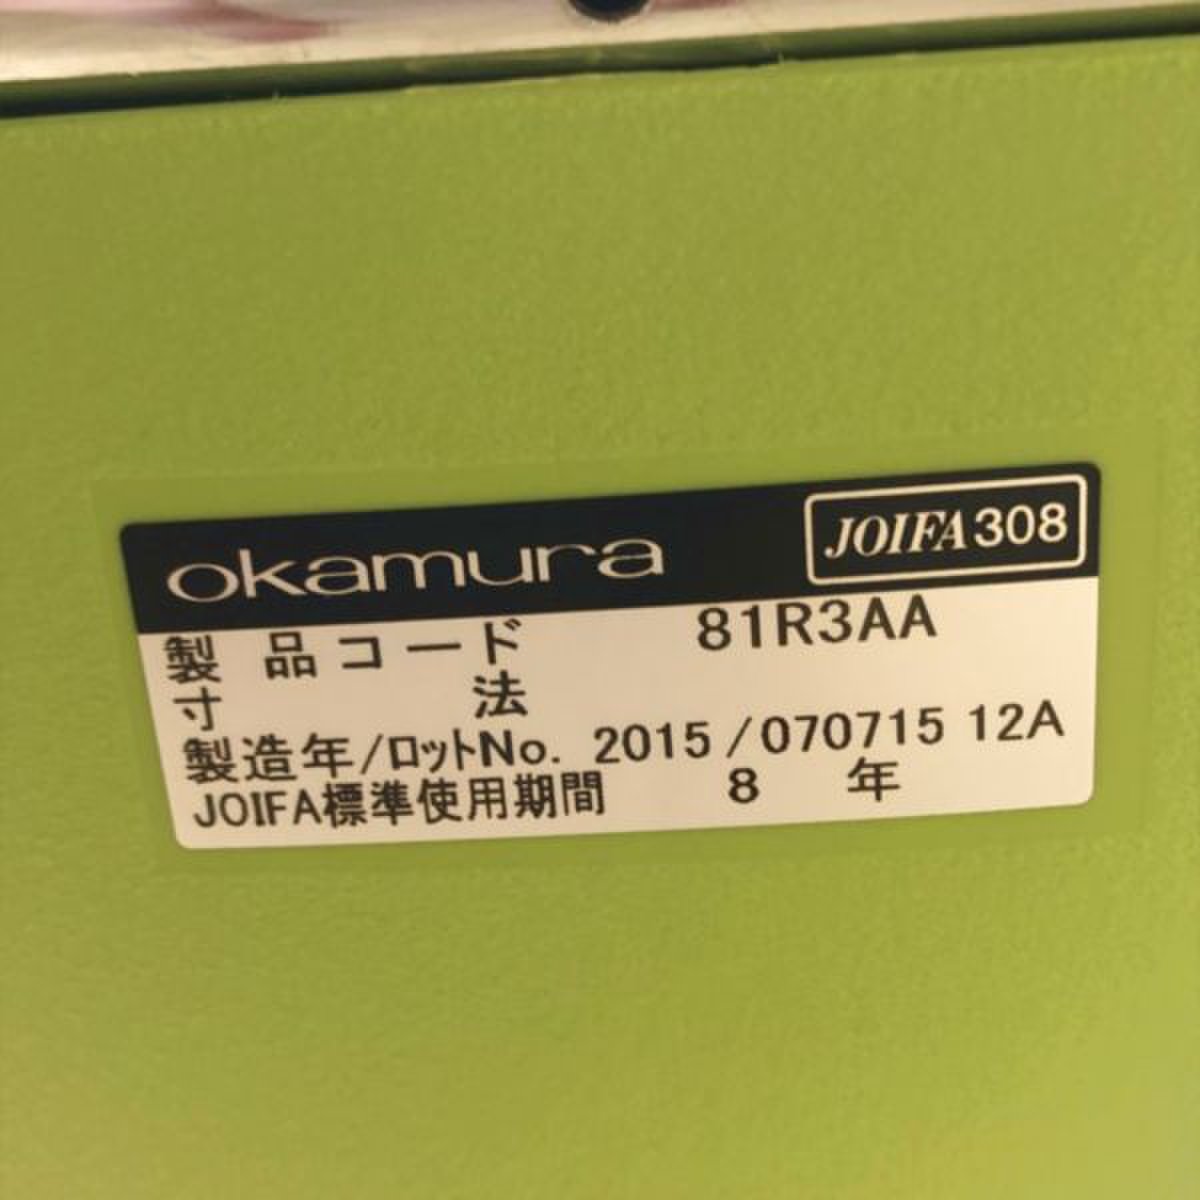 okamura JOIFA308
製品コード 81R3AA
寸法
製造年/ロットNo. 2015/070715 12A
JOIFA標準使用期間 8年